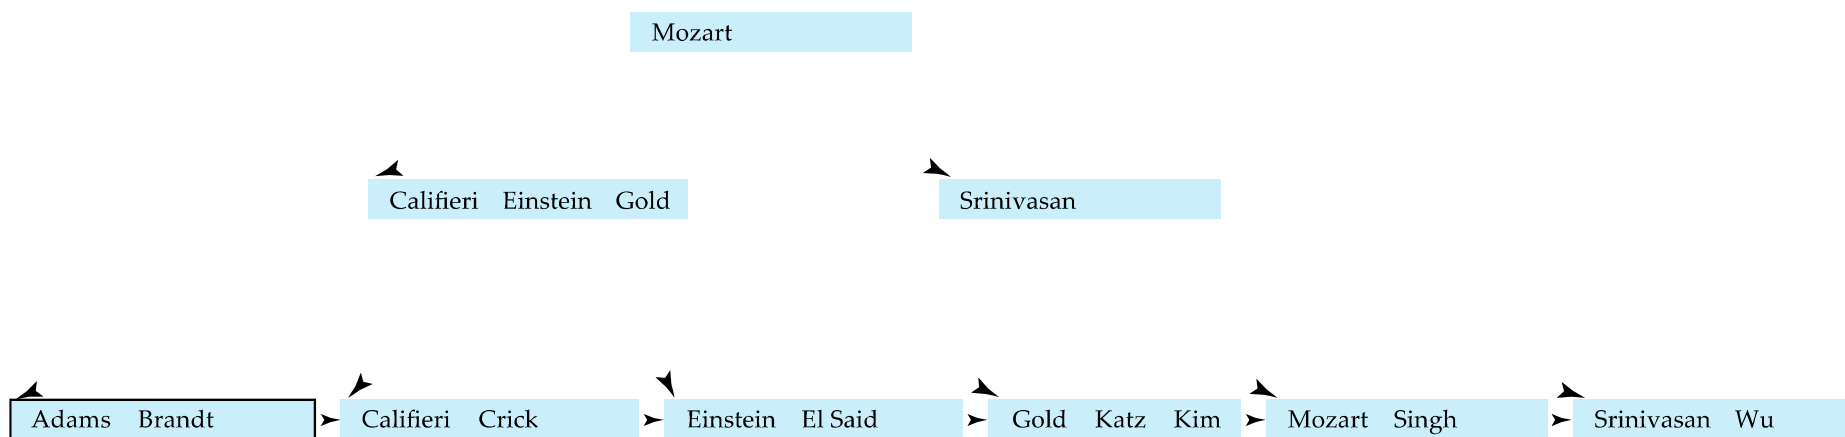 Mozart
Califieri Einstein Gold
Srinivasan
Adams Brandt
Califieri Crick
Einstein El Said
Gold Katz Kim
Mozart Singh
Srinivasan Wu